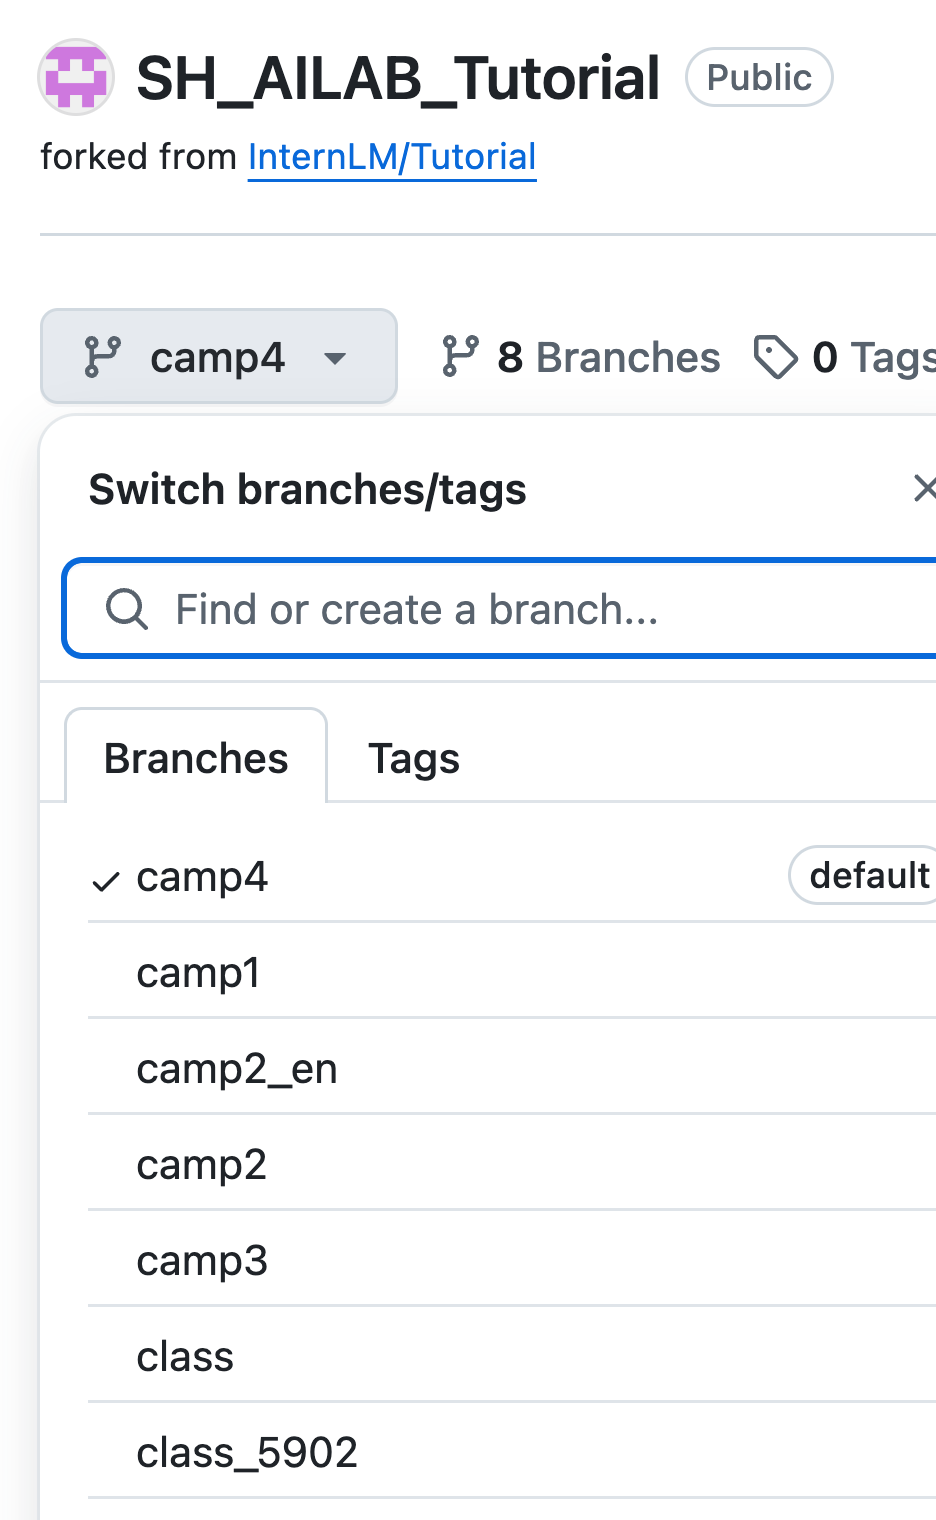 SH_AILAB_Tutorial Public
forked from InternLM/Tutorial
camp4 8 Branches 0 Tags
Switch branches/tags
Find or create a branch...
Branches Tags
camp4 default
camp1
camp2_en
camp2
camp3
class
class_5902